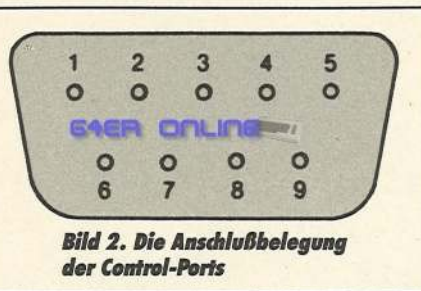 1 2 3 4 5
64ER ONLINE
6 7 8 9
Bild 2. Die Anschlußbelegung
der Control-Ports